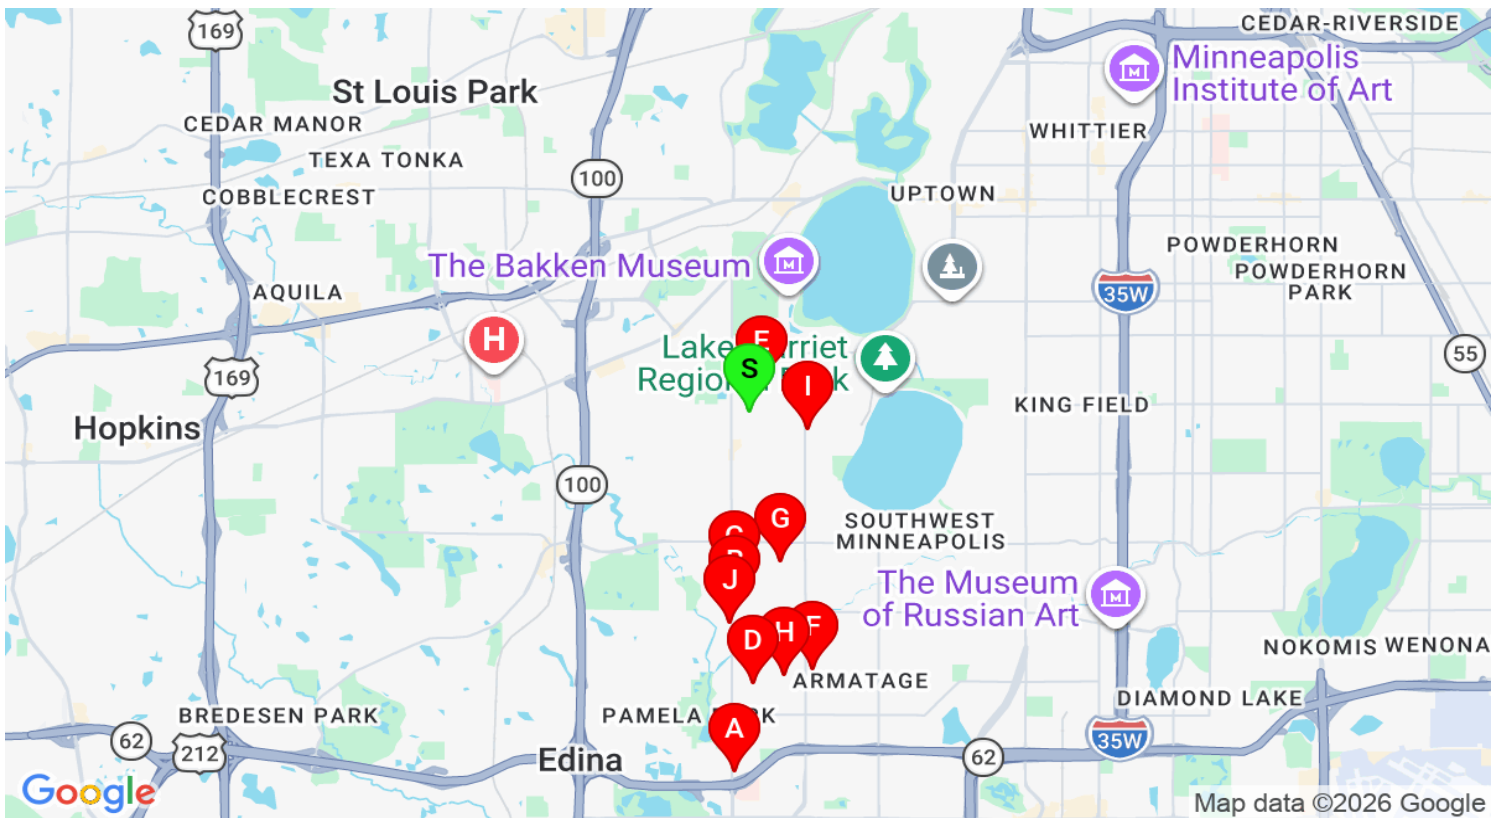 169
CEDAR-RIVERSIDE
Minneapolis
Institute of Art
St Louis Park
CEDAR MANOR
WHITTIER
TEXA TONKA
100
COBBLECREST
UPTOWN
POWDERHORN
The Bakken Museum
POWDERHORN
PARK
AQUILA
35W
H
55
169
S
I
KING FIELD
Hopkins
100
G
SOUTHWEST
MINNEAPOLIS
J
The Museum
of Russian Art
D
H
F
NOKOMIS
WENONA
ARMATAGE
DIAMOND LAKE
BREDESEN PARK
PAMELA
A
62
212
35W
62
Edina
Google
Map data ©2026 Google